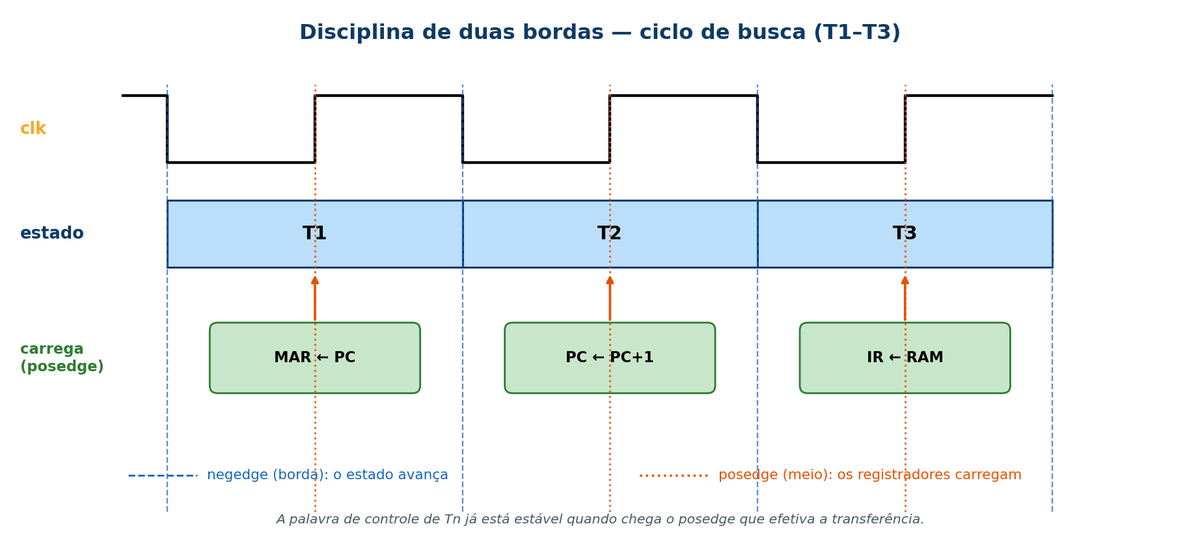 Disciplina de duas bordas — ciclo de busca (T1–T3)
clk
estado
T1
T2
T3
carrega
(posedge)
MAR ← PC
PC ← PC+1
IR ← RAM
negedge (borda): o estado avança
posedge (meio): os registradores carregam
A palavra de controle de Tn já está estável quando chega o posedge que efetiva a transferência.